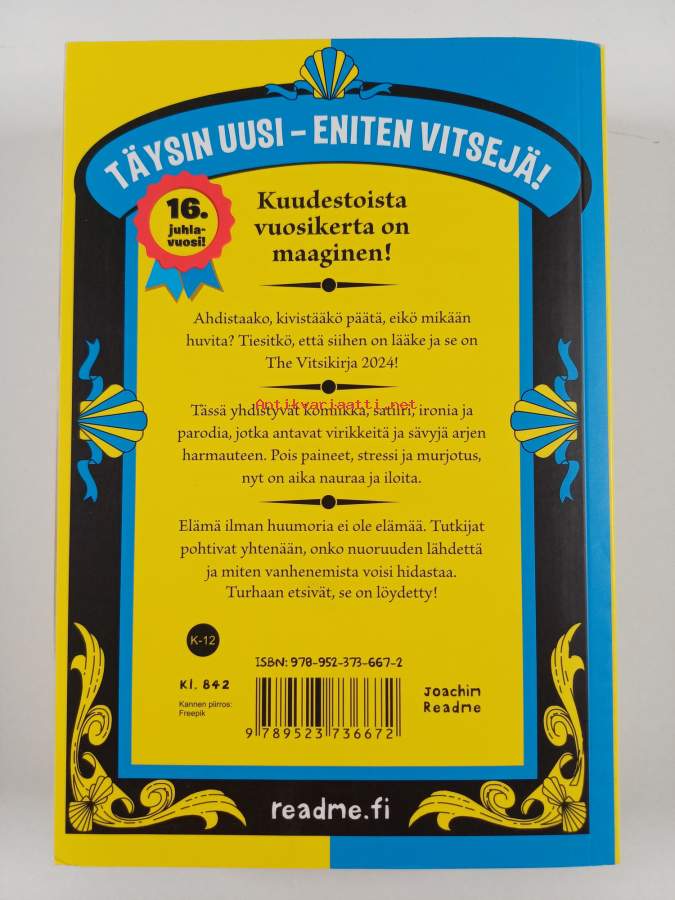 TÄYSIN UUSI – ENITEN VITSEJÄ!
16.
juhla-
vuosi!
Kuudestoista
vuosikerta on
maaginen!
Ahdistaako, kivistääkö päätä, eikö mikään
huvita? Tiesitkö, että siihen on lääke ja se on
The Vitsikirja 2024!
Antikvariaatti.net
Tässä yhdistyvät komiikka, satiiri, ironia ja
parodia, jotka antavat virikkeitä ja sävyjä arjen
harmauteen. Pois paineet, stressi ja murjotus,
nyt on aika nauraa ja iloita.
Elämä ilman huumoria ei ole elämää. Tutkijat
pohtivat yhtenään, onko nuoruuden lähdettä
ja miten vanhenemista voisi hidastaa.
Turhaan etsivät, se on löydetty!
K-12
ISBN: 978-952-373-667-2
Kl. 842
Kannen piirros:
Freepik
Joachim
Readme
9 789523 736672
readme.fi